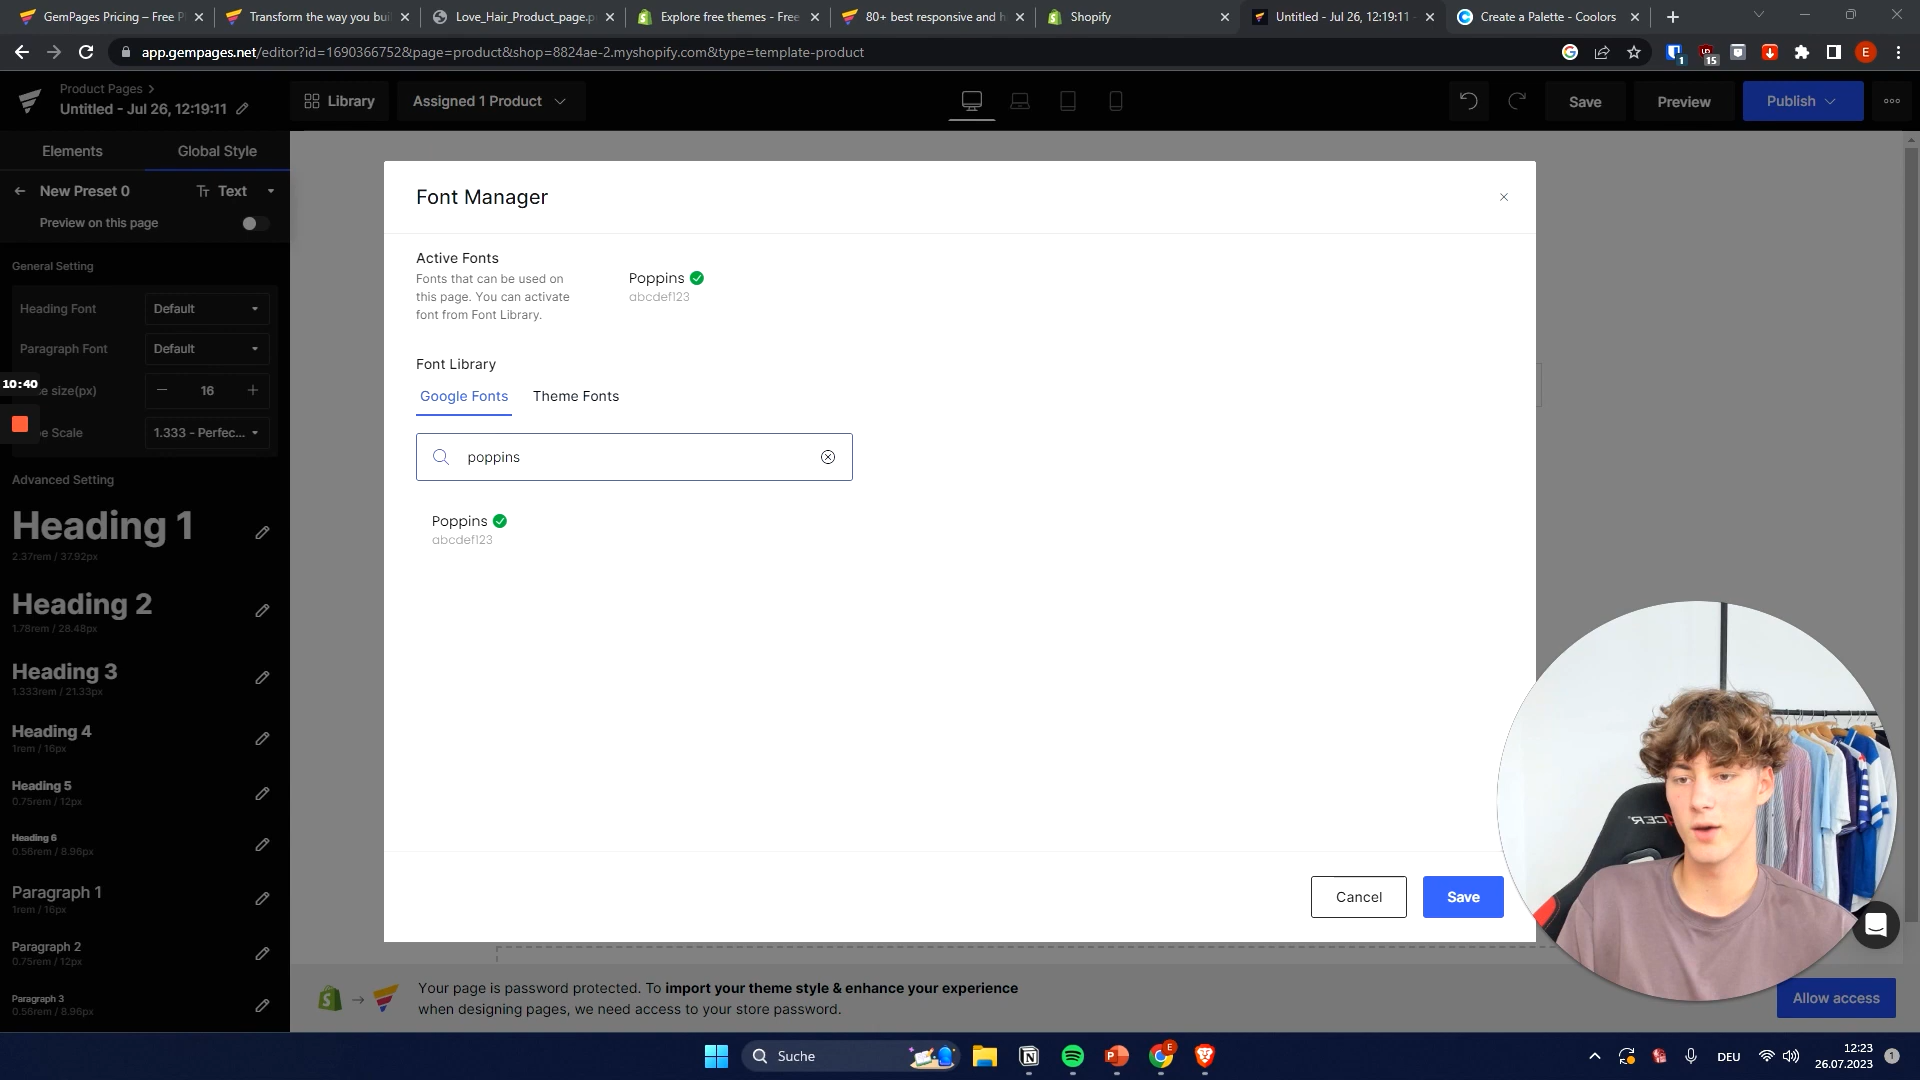 GemPages Pricing – Free P
Transform the way you bui
Love_Hair_Product_page.p
Explore free themes - Free
80+ best responsive and h
Shopify
Untitled - Jul 26, 12:19:11
Create a Palette - Coolors
app.gempages.net/editor?id=1690366752&page=product&shop=8824ae-2.myshopify.com&type=template-product
1
15
E
Product Pages
Untitled - Jul 26, 12:19:11
Library
Assigned 1 Product
Save
Preview
Publish
Elements
Global Style
New Preset 0
Text
Preview on this page
General Setting
Heading Font
Default
Paragraph Font
Default
10:40
e size(px)
16
e Scale
1.333 - Perfec...
Advanced Setting
Heading 1
2.37rem / 37.92px
Heading 2
1.78rem / 28.48px
Heading 3
1.333rem / 21.33px
Heading 4
1rem / 16px
Heading 5
0.75rem / 12px
Heading 6
0.56rem / 8.96px
Paragraph 1
1rem / 16px
Paragraph 2
0.75rem / 12px
Paragraph 3
0.56rem / 8.96px
Font Manager
Active Fonts
Fonts that can be used on
this page. You can activate
font from Font Library.
Poppins
abcdef123
Font Library
Google Fonts
Theme Fonts
poppins
Poppins
abcdef123
Cancel
Save
Your page is password protected. To import your theme style & enhance your experience
when designing pages, we need access to your store password.
Allow access
Suche
DEU
12:23
26.07.2023
1